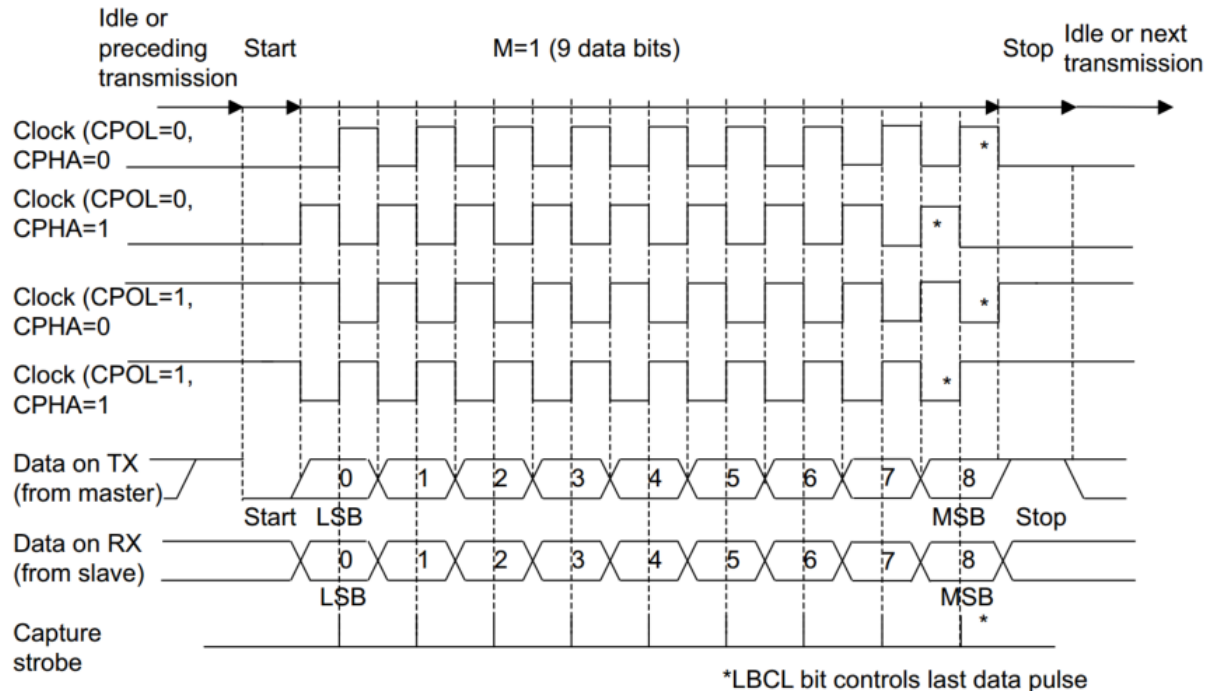 Idle or
preceding
transmission
Start
M=1 (9 data bits)
Stop
Idle or next
transmission
Clock (CPOL=0,
CPHA=0
*
Clock (CPOL=0,
CPHA=1
*
Clock (CPOL=1,
CPHA=0
*
Clock (CPOL=1,
CPHA=1
*
Data on TX
(from master)
0 1 2 3 4 5 6 7 8
Start LSB MSB Stop
Data on RX
(from slave)
0 1 2 3 4 5 6 7 8
LSB MSB
Capture
strobe
*
*LBCL bit controls last data pulse